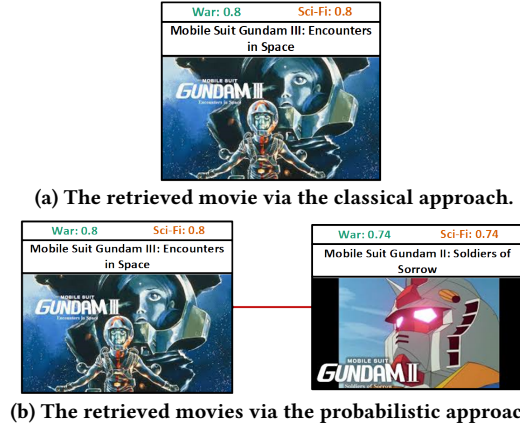 War: 0.8 Sci-Fi: 0.8
Mobile Suit Gundam III: Encounters
in Space
MOBILE SUIT
GUNDAM III
Encounters in Space
(a) The retrieved movie via the classical approach.
War: 0.8 Sci-Fi: 0.8
Mobile Suit Gundam III: Encounters
in Space
MOBILE SUIT
GUNDAM III
Encounters in Space
War: 0.74 Sci-Fi: 0.74
Mobile Suit Gundam II: Soldiers of
Sorrow
MOBILE SUIT
GUNDAM II
Soldiers of Sorrow
(b) The retrieved movies via the probabilistic approac